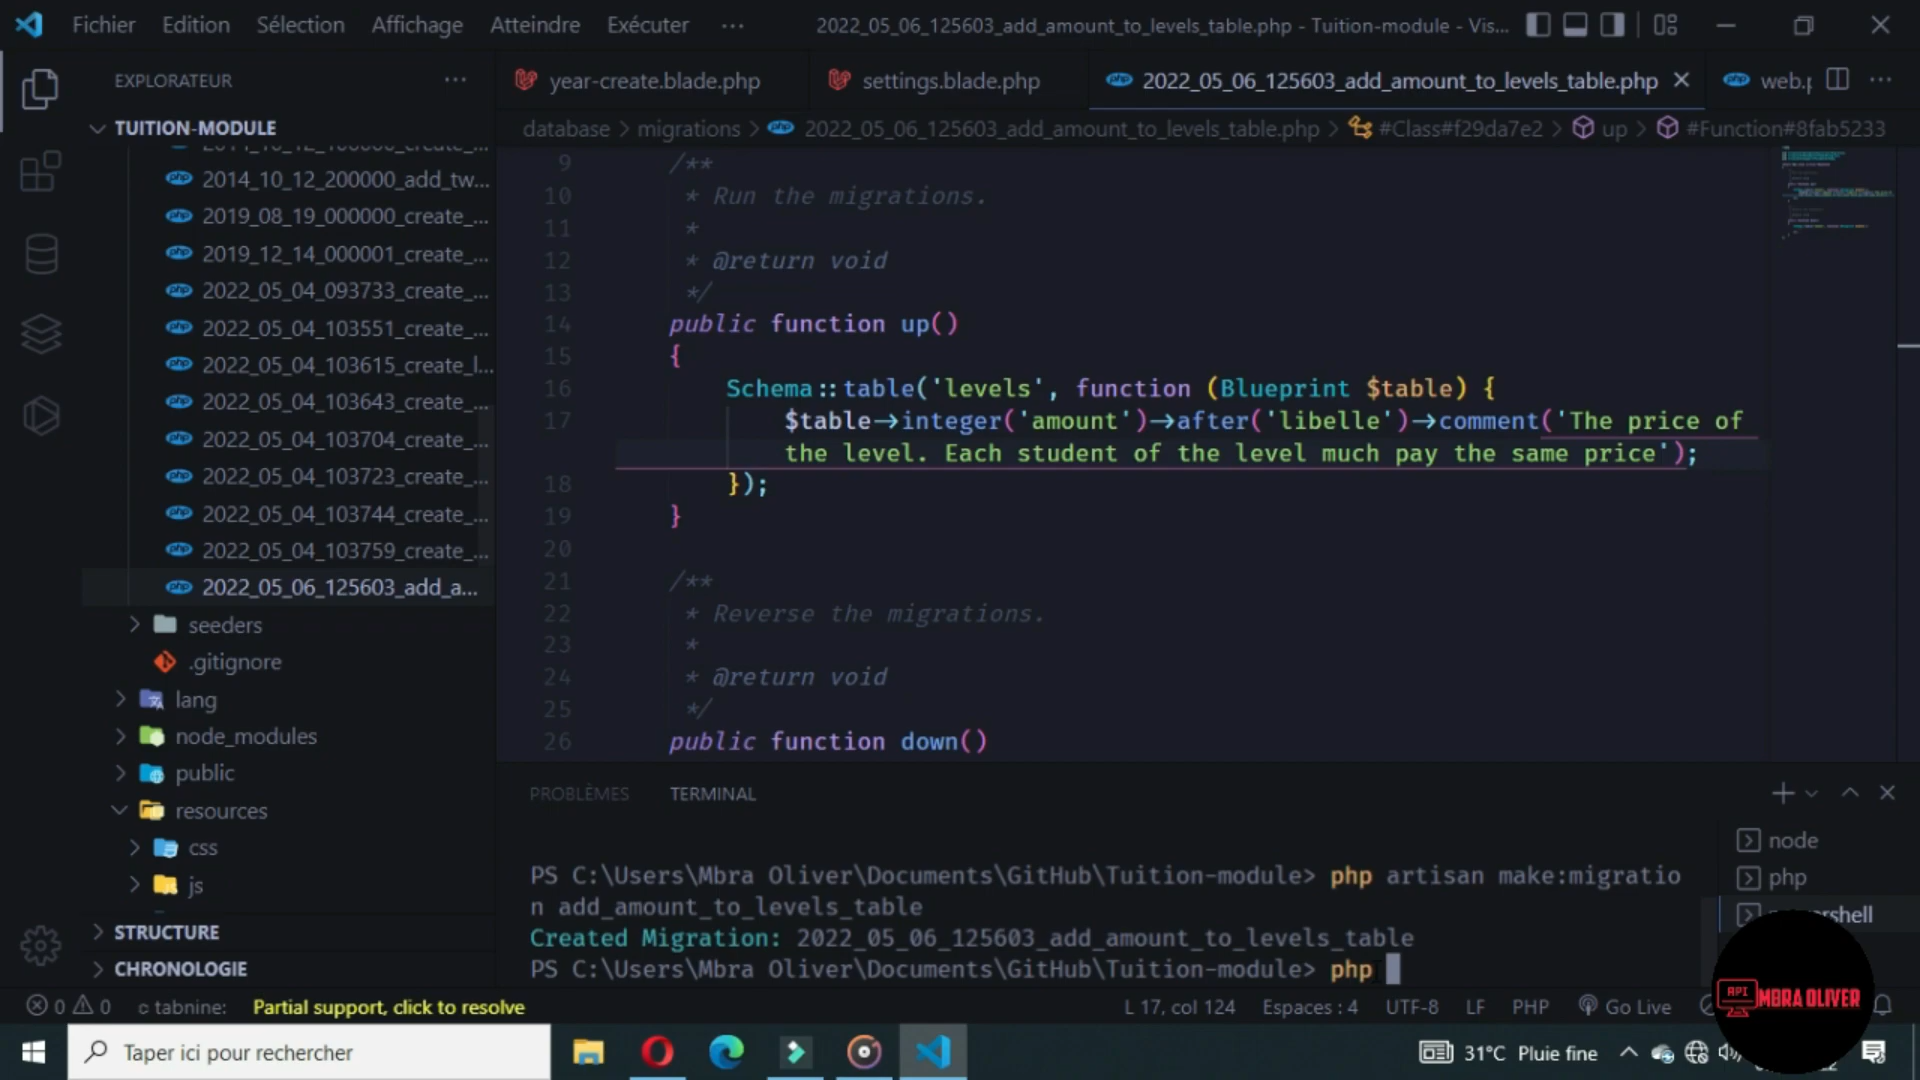 Fichier Edition Sélection Affichage Atteindre Exécuter ··· 2022_05_06_125603_add_amount_to_levels_table.php - Tuition-module - Vis...
EXPLORATEUR ···
year-create.blade.php settings.blade.php 2022_05_06_125603_add_amount_to_levels_table.php web.p ···
TUITION-MODULE
database > migrations > 2022_05_06_125603_add_amount_to_levels_table.php > #Class#f29da7e2 > up > #Function#8fab5233
2014_10_12_100000_create_...
2014_10_12_200000_add_tw...
2019_08_19_000000_create_...
2019_12_14_000001_create_...
2022_05_04_093733_create_...
2022_05_04_103551_create_...
2022_05_04_103615_create_l...
2022_05_04_103643_create_...
2022_05_04_103704_create_...
2022_05_04_103723_create_...
2022_05_04_103744_create_...
2022_05_04_103759_create_...
2022_05_06_125603_add_a...
seeders
.gitignore
lang
node_modules
public
resources
css
js
STRUCTURE
CHRONOLOGIE
9 /**
10 * Run the migrations.
11 *
12 * @return void
13 */
14 public function up()
15 {
16 Schema::table('levels', function (Blueprint $table) {
17 $table->integer('amount')->after('libelle')->comment('The price of
the level. Each student of the level much pay the same price');
18 });
19 }
20
21 /**
22 * Reverse the migrations.
23 *
24 * @return void
25 */
26 public function down()
PROBLÈMES TERMINAL
PS C:\Users\Mbra Oliver\Documents\GitHub\Tuition-module> php artisan make:migratio
n add_amount_to_levels_table
Created Migration: 2022_05_06_125603_add_amount_to_levels_table
PS C:\Users\Mbra Oliver\Documents\GitHub\Tuition-module> php
node
php
API MBRA OLIVER
0 0 tabnine: Partial support, click to resolve L 17, col 124 Espaces : 4 UTF-8 LF PHP Go Live
Taper ici pour rechercher 31°C Pluie fine